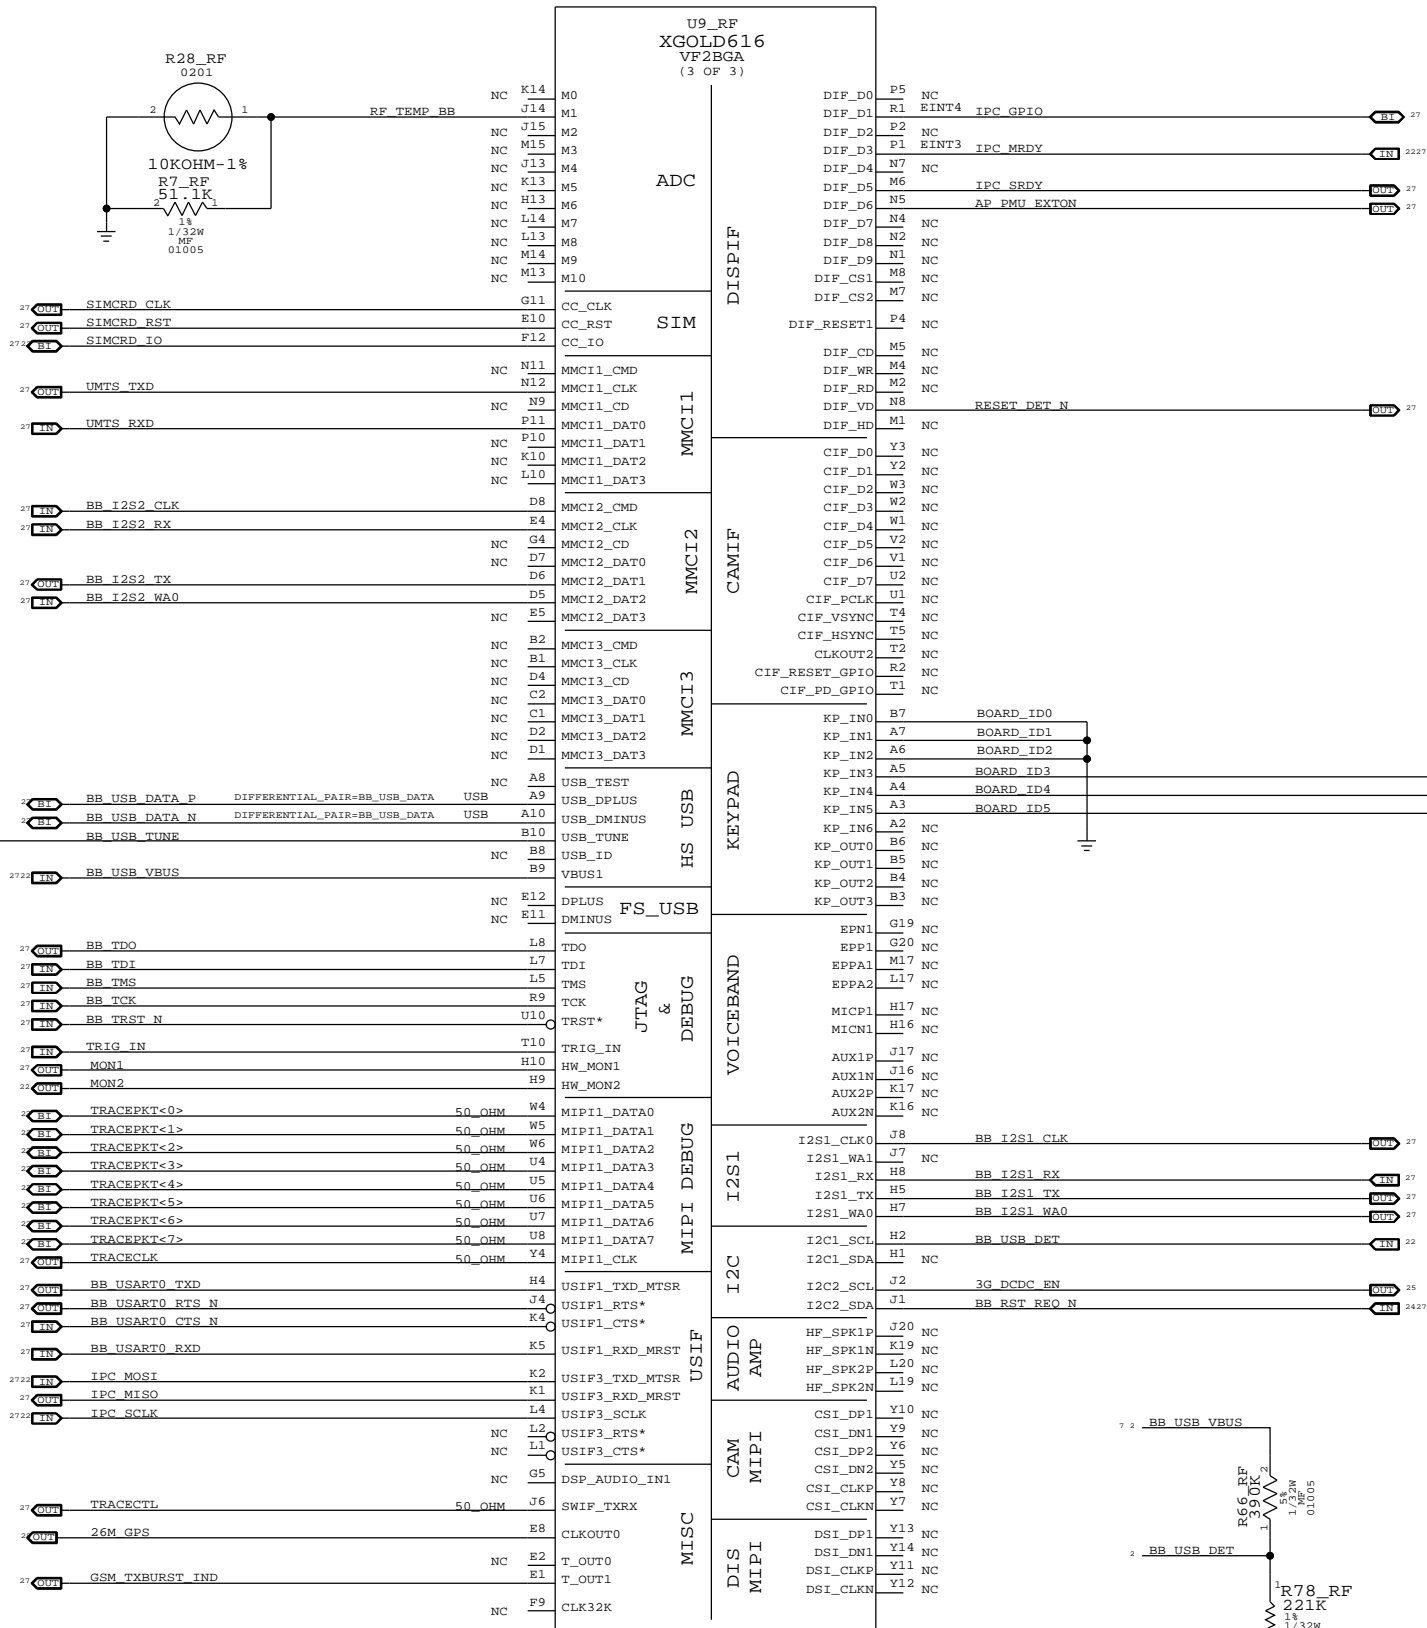 U9_RF
XGOLD616
VF2BGA
(3 OF 3)
R28_RF
0201
2 1
10KOHM-1%
R7_RF
51.1K
2 1
1%
1/32W
MF
01005
RF_TEMP_BB
NC K14 M0
J14 M1
NC J15 M2
NC M15 M3
NC J13 M4
NC K13 M5
NC H13 M6
NC L14 M7
NC L13 M8
NC M14 M9
NC M13 M10
ADC
27 OUT SIMCRD_CLK G11 CC_CLK
27 OUT SIMCRD_RST E10 CC_RST
BI SIMCRD_IO F12 CC_IO
SIM
NC N11 MMCI1_CMD
27 OUT UMTS_TXD N12 MMCI1_CLK
NC N9 MMCI1_CD
27 IN UMTS_RXD P11 MMCI1_DAT0
NC P10 MMCI1_DAT1
NC K10 MMCI1_DAT2
NC L10 MMCI1_DAT3
MMCI1
27 IN BB_I2S2_CLK D8 MMCI2_CMD
27 IN BB_I2S2_RX E4 MMCI2_CLK
NC G4 MMCI2_CD
NC D7 MMCI2_DAT0
27 OUT BB_I2S2_TX D6 MMCI2_DAT1
27 IN BB_I2S2_WA0 D5 MMCI2_DAT2
NC E5 MMCI2_DAT3
MMCI2
NC B2 MMCI3_CMD
NC B1 MMCI3_CLK
NC D4 MMCI3_CD
NC C2 MMCI3_DAT0
NC C1 MMCI3_DAT1
NC D2 MMCI3_DAT2
NC D1 MMCI3_DAT3
MMCI3
NC A8 USB_TEST
BI BB_USB_DATA_P DIFFERENTIAL_PAIR=BB_USB_DATA USB A9 USB_DPLUS
BI BB_USB_DATA_N DIFFERENTIAL_PAIR=BB_USB_DATA USB A10 USB_DMINUS
BB_USB_TUNE B10 USB_TUNE
NC B8 USB_ID
2722 IN BB_USB_VBUS B9 VBUS1
HS USB
NC E12 DPLUS
NC E11 DMINUS
FS_USB
27 OUT BB_TDO L8 TDO
27 IN BB_TDI L7 TDI
27 IN BB_TMS L5 TMS
27 IN BB_TCK R9 TCK
27 IN BB_TRST_N U10 TRST*
27 IN TRIG_IN T10 TRIG_IN
27 OUT MON1 H10 HW_MON1
22 OUT MON2 H9 HW_MON2
JTAG
&
DEBUG
BI TRACEPKT<0> 50_OHM W4 MIPI1_DATA0
BI TRACEPKT<1> 50_OHM W5 MIPI1_DATA1
BI TRACEPKT<2> 50_OHM W6 MIPI1_DATA2
BI TRACEPKT<3> 50_OHM U4 MIPI1_DATA3
BI TRACEPKT<4> 50_OHM U5 MIPI1_DATA4
BI TRACEPKT<5> 50_OHM U6 MIPI1_DATA5
BI TRACEPKT<6> 50_OHM U7 MIPI1_DATA6
BI TRACEPKT<7> 50_OHM U8 MIPI1_DATA7
27 OUT TRACECLK 50_OHM Y4 MIPI1_CLK
MIPI DEBUG
27 OUT BB_USART0_TXD H4 USIF1_TXD_MTSR
27 OUT BB_USART0_RTS_N J4 USIF1_RTS*
27 IN BB_USART0_CTS_N K4 USIF1_CTS*
27 IN BB_USART0_RXD K5 USIF1_RXD_MRST
2722 IN IPC_MOSI K2 USIF3_TXD_MTSR
27 OUT IPC_MISO K1 USIF3_RXD_MRST
2722 IN IPC_SCLK L4 USIF3_SCLK
NC L2 USIF3_RTS*
NC L1 USIF3_CTS*
USIF
NC G5 DSP_AUDIO_IN1
27 OUT TRACECTL 50_OHM J6 SWIF_TXRX
OUT 26M_GPS E8 CLKOUT0
NC E2 T_OUT0
27 OUT GSM_TXBURST_IND E1 T_OUT1
NC F9 CLK32K
MISC
DIF_D0 P5 NC
DIF_D1 R1 EINT4 IPC_GPIO BI 27
DIF_D2 P2 NC
DIF_D3 P1 EINT3 IPC_MRDY IN 2227
DIF_D4 N7 NC
DIF_D5 M6 IPC_SRDY OUT 27
DIF_D6 N5 AP_PMU_EXTON OUT 27
DIF_D7 N4 NC
DIF_D8 N2 NC
DIF_D9 N1 NC
DIF_CS1 M8 NC
DIF_CS2 M7 NC
DIF_RESET1 P4 NC
DIF_CD M5 NC
DIF_WR M4 NC
DIF_RD M2 NC
DIF_VD N8 RESET_DET_N OUT 27
DIF_HD M1 NC
DISPIF
CIF_D0 Y3 NC
CIF_D1 Y2 NC
CIF_D2 W3 NC
CIF_D3 W2 NC
CIF_D4 W1 NC
CIF_D5 V2 NC
CIF_D6 V1 NC
CIF_D7 U2 NC
CIF_PCLK U1 NC
CIF_VSYNC T4 NC
CIF_HSYNC T5 NC
CLKOUT2 T2 NC
CIF_RESET_GPIO R2 NC
CIF_PD_GPIO T1 NC
CAMIF
KP_IN0 B7 BOARD_ID0
KP_IN1 A7 BOARD_ID1
KP_IN2 A6 BOARD_ID2
KP_IN3 A5 BOARD_ID3
KP_IN4 A4 BOARD_ID4
KP_IN5 A3 BOARD_ID5
KP_IN6 A2 NC
KP_OUT0 B6 NC
KP_OUT1 B5 NC
KP_OUT2 B4 NC
KP_OUT3 B3 NC
KEYPAD
EPN1 G19 NC
EPP1 G20 NC
EPPA1 M17 NC
EPPA2 L17 NC
MICP1 H17 NC
MICN1 H16 NC
AUX1P J17 NC
AUX1N J16 NC
AUX2P K17 NC
AUX2N K16 NC
VOICEBAND
I2S1_CLK0 J8 BB_I2S1_CLK OUT 27
I2S1_WA1 J7 NC
I2S1_RX H8 BB_I2S1_RX IN 27
I2S1_TX H5 BB_I2S1_TX OUT 27
I2S1_WA0 H7 BB_I2S1_WA0 OUT 27
I2S1
I2C1_SCL H2 BB_USB_DET IN 22
I2C1_SDA H1 NC
I2C2_SCL J2 3G_DCDC_EN OUT 25
I2C2_SDA J1 BB_RST_REQ_N IN 2427
I2C
HF_SPK1P J20 NC
HF_SPK1N K19 NC
HF_SPK2P L20 NC
HF_SPK2N L19 NC
AUDIO
AMP
CSI_DP1 Y10 NC
CSI_DN1 Y9 NC
CSI_DP2 Y6 NC
CSI_DN2 Y5 NC
CSI_CLKP Y8 NC
CSI_CLKN Y7 NC
CAM
MIPI
DSI_DP1 Y13 NC
DSI_DN1 Y14 NC
DSI_CLKP Y11 NC
DSI_CLKN Y12 NC
DIS
MIPI
7 2 BB_USB_VBUS
R66_RF
390K
5%
1/32W
MF
01005
2 1
2 BB_USB_DET
1 R78_RF
221K
1%
1/32W